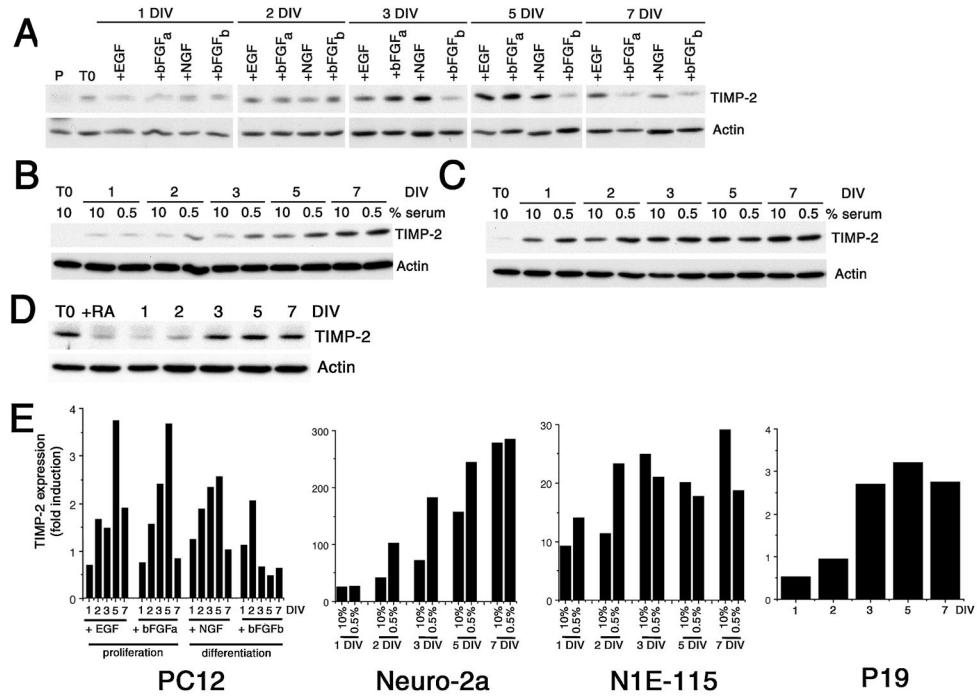 A
1 DIV 2 DIV 3 DIV 5 DIV 7 DIV
P T0 +EGF +bFGFa +NGF +bFGFb +EGF +bFGFa +NGF +bFGFb +EGF +bFGFa +NGF +bFGFb +EGF +bFGFa +NGF +bFGFb +EGF +bFGFa +NGF +bFGFb
TIMP-2
Actin
B
T0 1 2 3 5 7 DIV
10 10 0.5 10 0.5 10 0.5 10 0.5 10 0.5 % serum
TIMP-2
Actin
C
T0 1 2 3 5 7 DIV
10 10 0.5 10 0.5 10 0.5 10 0.5 10 0.5 % serum
TIMP-2
Actin
D
T0 +RA 1 2 3 5 7 DIV
TIMP-2
Actin
E
TIMP-2 expression
(fold induction)
4
3
2
1
0
1 2 3 5 7 1 2 3 5 7 1 2 3 5 7 1 2 3 5 7 DIV
+ EGF + bFGFa + NGF + bFGFb
proliferation differentiation
PC12
300
200
100
0
10% 0.5% 10% 0.5% 10% 0.5% 10% 0.5% 10% 0.5%
1 DIV 2 DIV 3 DIV 5 DIV 7 DIV
Neuro-2a
30
20
10
0
10% 0.5% 10% 0.5% 10% 0.5% 10% 0.5% 10% 0.5%
1 DIV 2 DIV 3 DIV 5 DIV 7 DIV
N1E-115
4
3
2
1
0
1 2 3 5 7 DIV
P19